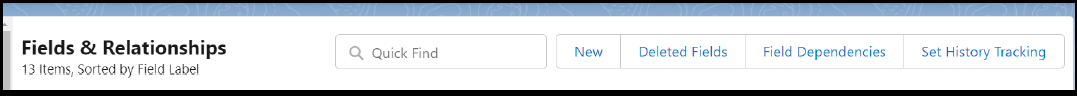 Fields & Relationships
13 Items, Sorted by Field Label
Quick Find
New
Deleted Fields
Field Dependencies
Set History Tracking